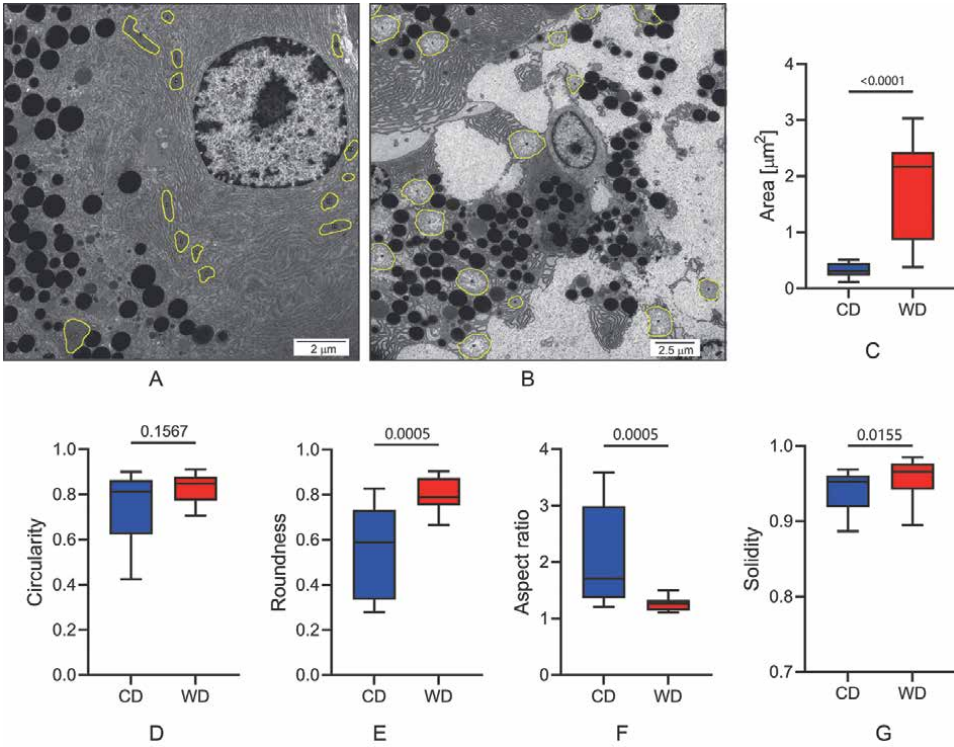 2 μm
A
2.5 μm
B
4
3
2
1
0
Area [μm²]
<0.0001
CD
WD
C
1.0
0.8
0.6
0.4
0.2
0.0
Circularity
0.1567
CD
WD
D
1.0
0.8
0.6
0.4
0.2
0.0
Roundness
0.0005
CD
WD
E
4
3
2
1
0
Aspect ratio
0.0005
CD
WD
F
1.0
0.9
0.8
0.7
Solidity
0.0155
CD
WD
G